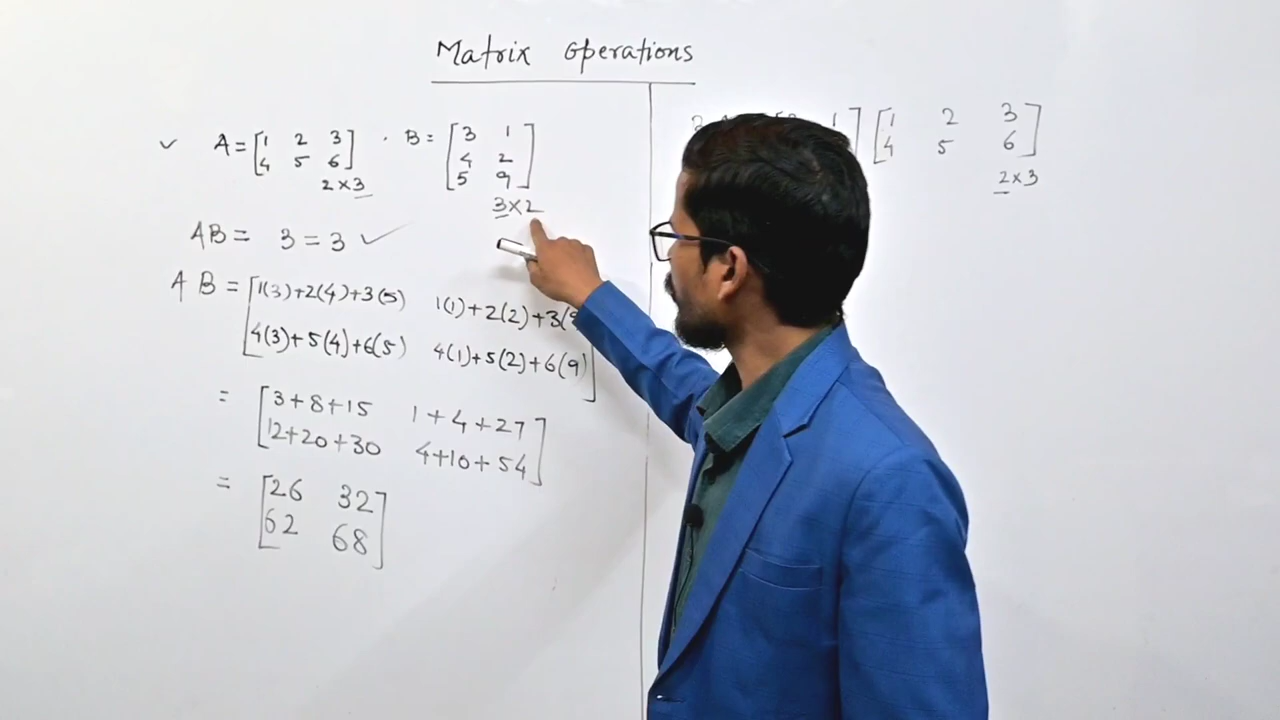 Matrix Operations
A = [1 2 3
4 5 6]
2×3
B = [3 1
4 2
5 9]
3×2
AB = 3 = 3 ✓
AB = [1(3)+2(4)+3(5) 1(1)+2(2)+3(
4(3)+5(4)+6(5) 4(1)+5(2)+6(9)]
= [3+8+15 1+4+27
12+20+30 4+10+54]
= [26 32
62 68]
1] [1 2 3
4 5 6]
2×3